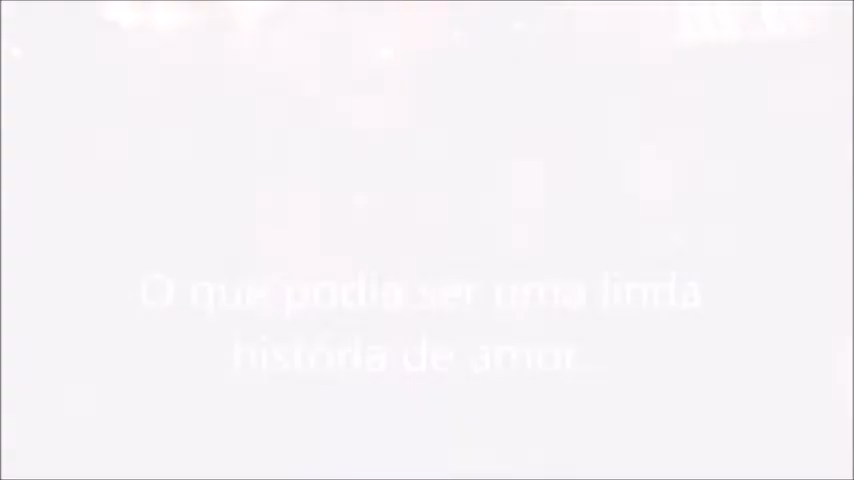 O que podia ser uma linda
história de amor...